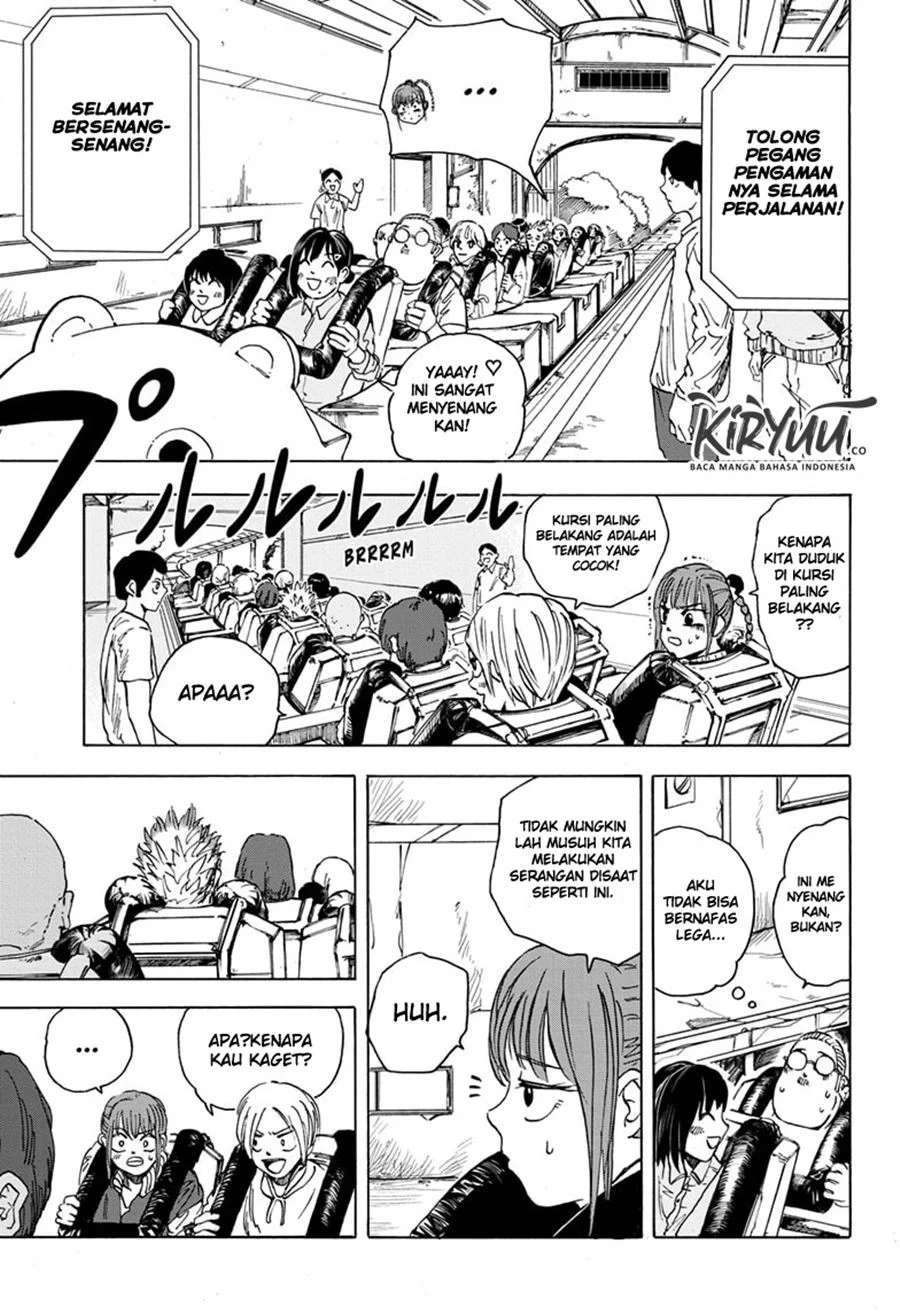 TOLONG
PEGANG
PENGAMAN
NYA SELAMA
PERJALANAN!
...
SELAMAT
BERSENANG-
SENANG!
YAAAY! ♡
INI SANGAT
MENYENANG
KAN!
プルルルルル
BRRRRM
KIRYUU.CO
BACA MANGA BAHASA INDONESIA
KENAPA
KITA DUDUK
DI KURSI
PALING
BELAKANG
??
KURSI PALING
BELAKANG ADALAH
TEMPAT YANG
COCOK!
APAAA?
INI ME
NYENANG
KAN,
BUKAN?
AKU
TIDAK BISA
BERNAFAS
LEGA...
TIDAK MUNGKIN
LAH MUSUH KITA
MELAKUKAN
SERANGAN DISAAT
SEPERTI INI.
HUH.
APA?KENAPA
KAU KAGET?
...